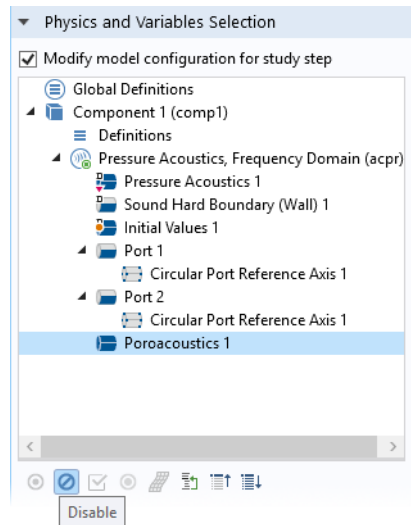 Physics and Variables Selection
Modify model configuration for study step
Global Definitions
Component 1 (comp1)
Definitions
Pressure Acoustics, Frequency Domain (acpr)
Pressure Acoustics 1
Sound Hard Boundary (Wall) 1
Initial Values 1
Port 1
Circular Port Reference Axis 1
Port 2
Circular Port Reference Axis 1
Poroacoustics 1
Disable